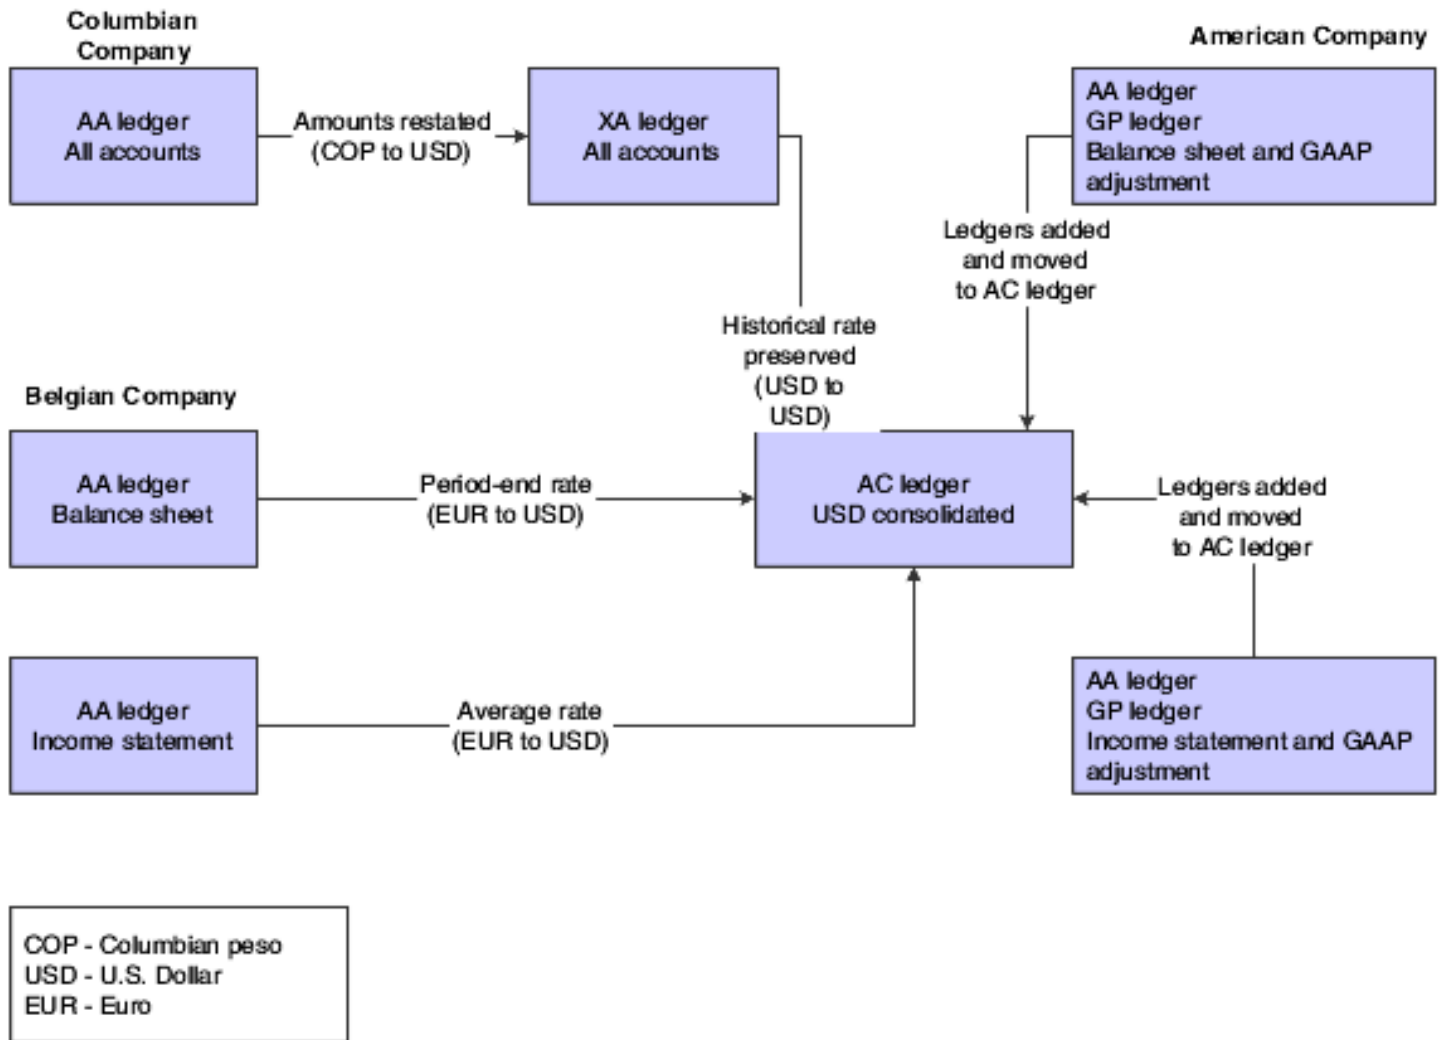 Columbian
Company
American Company
AA ledger
All accounts
Amounts restated
(COP to USD)
XA ledger
All accounts
AA ledger
GP ledger
Balance sheet and GAAP
adjustment
Ledgers added
and moved
to AC ledger
Historical rate
preserved
(USD to
USD)
Belgian Company
AA ledger
Balance sheet
Period-end rate
(EUR to USD)
AC ledger
USD consolidated
Ledgers added
and moved
to AC ledger
AA ledger
Income statement
Average rate
(EUR to USD)
AA ledger
GP ledger
Income statement and GAAP
adjustment
COP - Columbian peso
USD - U.S. Dollar
EUR - Euro